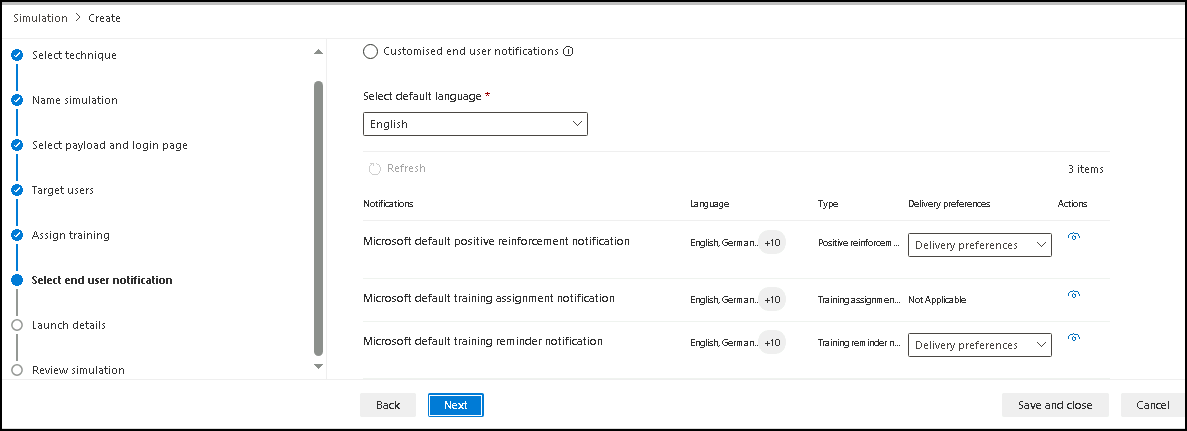 Simulation > Create
Select technique
Name simulation
Select payload and login page
Target users
Assign training
Select end user notification
Launch details
Review simulation
Customised end user notifications
Select default language *
English
Refresh
3 items
Notifications Language Type Delivery preferences Actions
Microsoft default positive reinforcement notification English, German... +10 Positive reinforcem... Delivery preferences
Microsoft default training assignment notification English, German... +10 Training assignmen... Not Applicable
Microsoft default training reminder notification English, German... +10 Training reminder n... Delivery preferences
Back Next Save and close Cancel